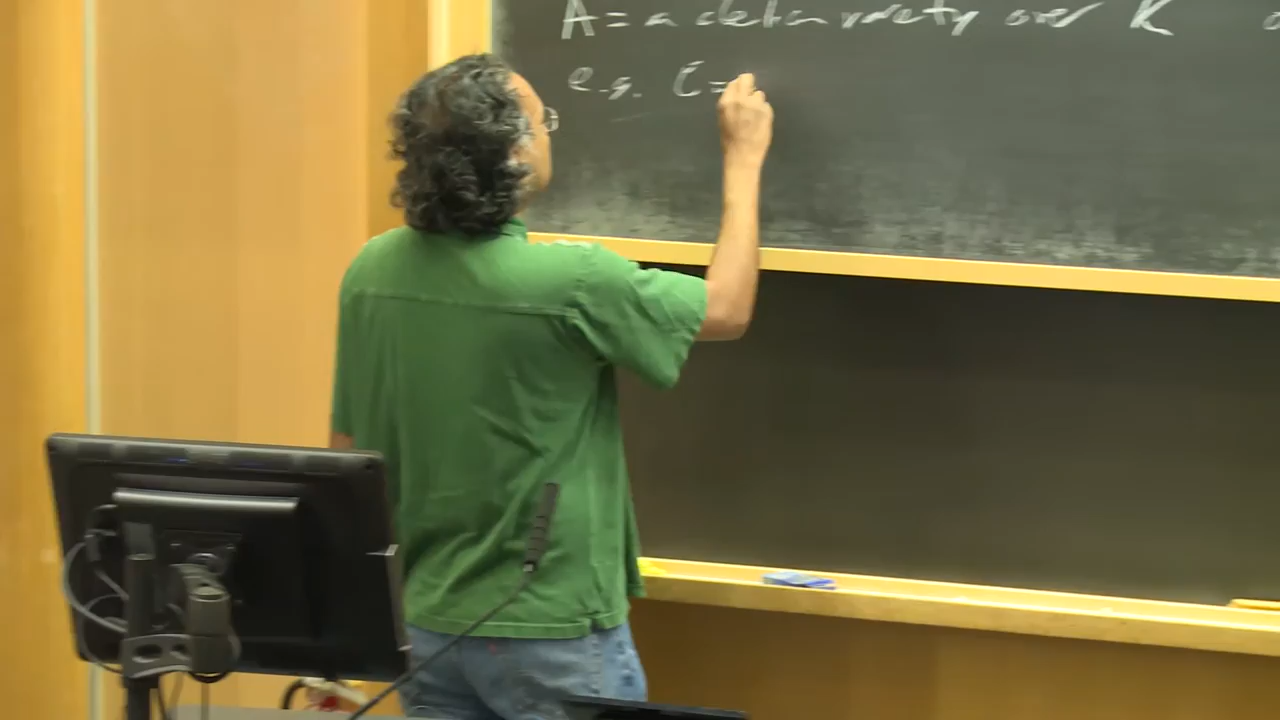 A = a abelian variety over K
e.g. C =